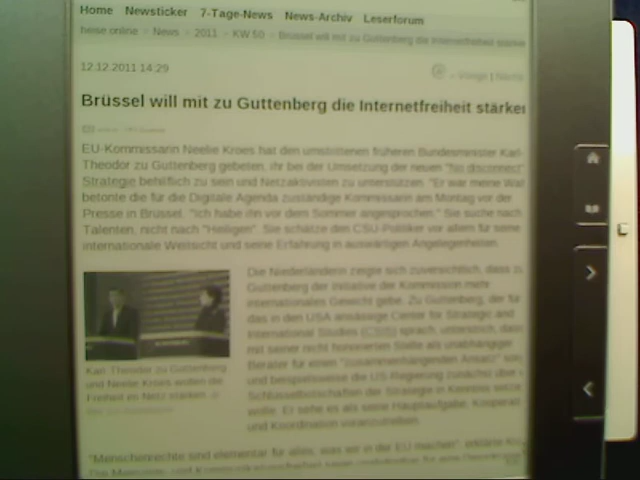 Home Newsticker 7-Tage-News News-Archiv Leserforum
heise online News 2011 KW 50 Brüssel will mit zu Guttenberg die Internetfreiheit stärken
12.12.2011 14:29
Brüssel will mit zu Guttenberg die Internetfreiheit stärken
EU-Kommissarin Neelie Kroes hat den umstrittenen früheren Bundesminister Karl-
Theodor zu Guttenberg gebeten, ihr bei der Umsetzung der neuen "No disconnect"
Strategie behilflich zu sein und Netzaktivisten zu unterstützen. "Er war meine Wahl
betonte die für die Digitale Agenda zuständige Kommissarin am Montag vor der
Presse in Brüssel. "Ich habe ihn vor dem Sommer angesprochen." Sie suche nach
Talenten, nicht nach "Heiligen". Sie schätze den CSU-Politiker vor allem für seine
internationale Weitsicht und seine Erfahrung in auswärtigen Angelegenheiten.
Die Niederländerin zeigte sich zuversichtlich, dass zu
Guttenberg der Initiative der Kommission mehr
internationales Gewicht gebe. Zu Guttenberg, der für
das in den USA ansässige Center for Strategic and
International Studies (CSIS) sprach, unterstrich, dass
mit seiner nicht honorierten Stelle als unabhängiger
Berater für einen "zusammenhängenden Ansatz"
und beispielsweise die US-Regierung
Schlüsselbotschaften der Strategie in Kenntnis setzen
wolle. Er sehe es als seine Hauptaufgabe, Kooperation
und Koordination voranzutreiben.
Karl-Theodor zu Guttenberg
und Neelie Kroes wollen die
Freiheit im Netz stärken.
"Menschenrechte sind elementar für alles, was wir in der EU machen", erklärte